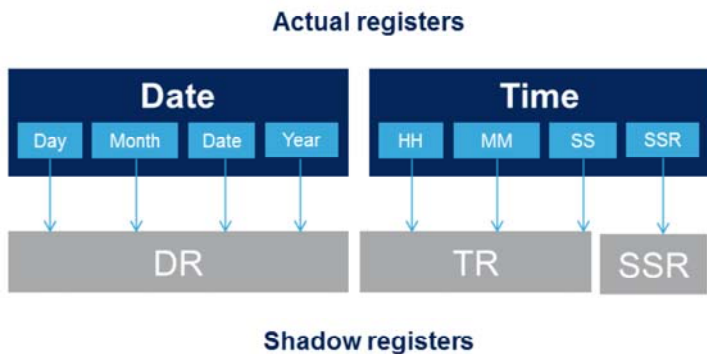 Actual registers
Date
Time
Day Month Date Year
HH MM SS SSR
DR
TR
SSR
Shadow registers